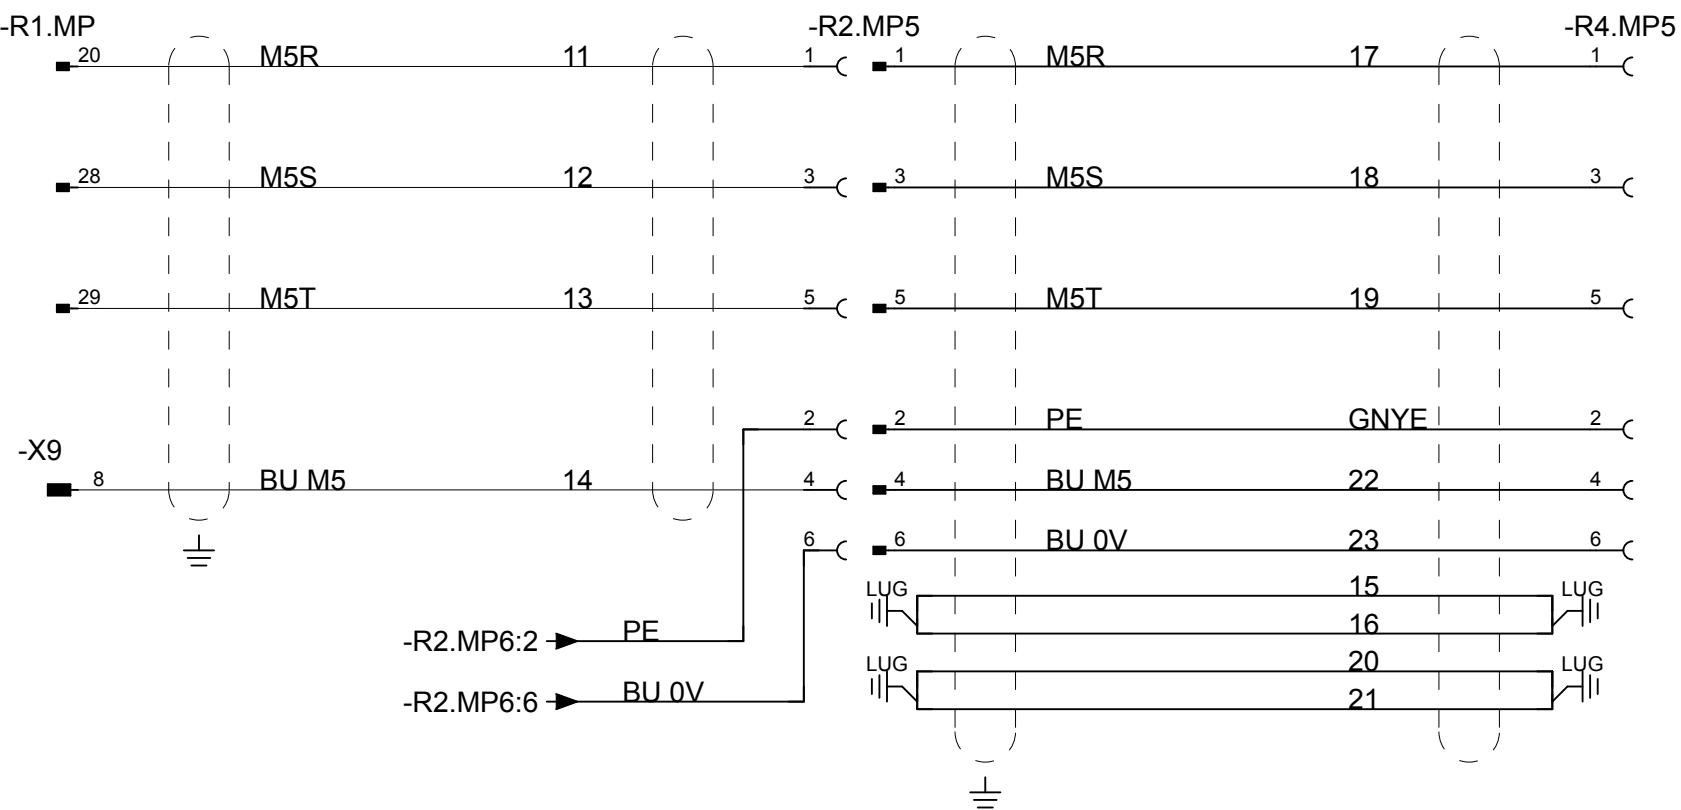 -R1.MP -R2.MP5 -R4.MP5
20 M5R 11 1 1 M5R 17 1
28 M5S 12 3 3 M5S 18 3
29 M5T 13 5 5 M5T 19 5
2 2 PE GNYE 2
-X9
8 BU M5 14 4 4 BU M5 22 4
6 6 BU 0V 23 6
LUG 15 LUG
-R2.MP6:2 PE 16
LUG 20 LUG
-R2.MP6:6 BU 0V 21